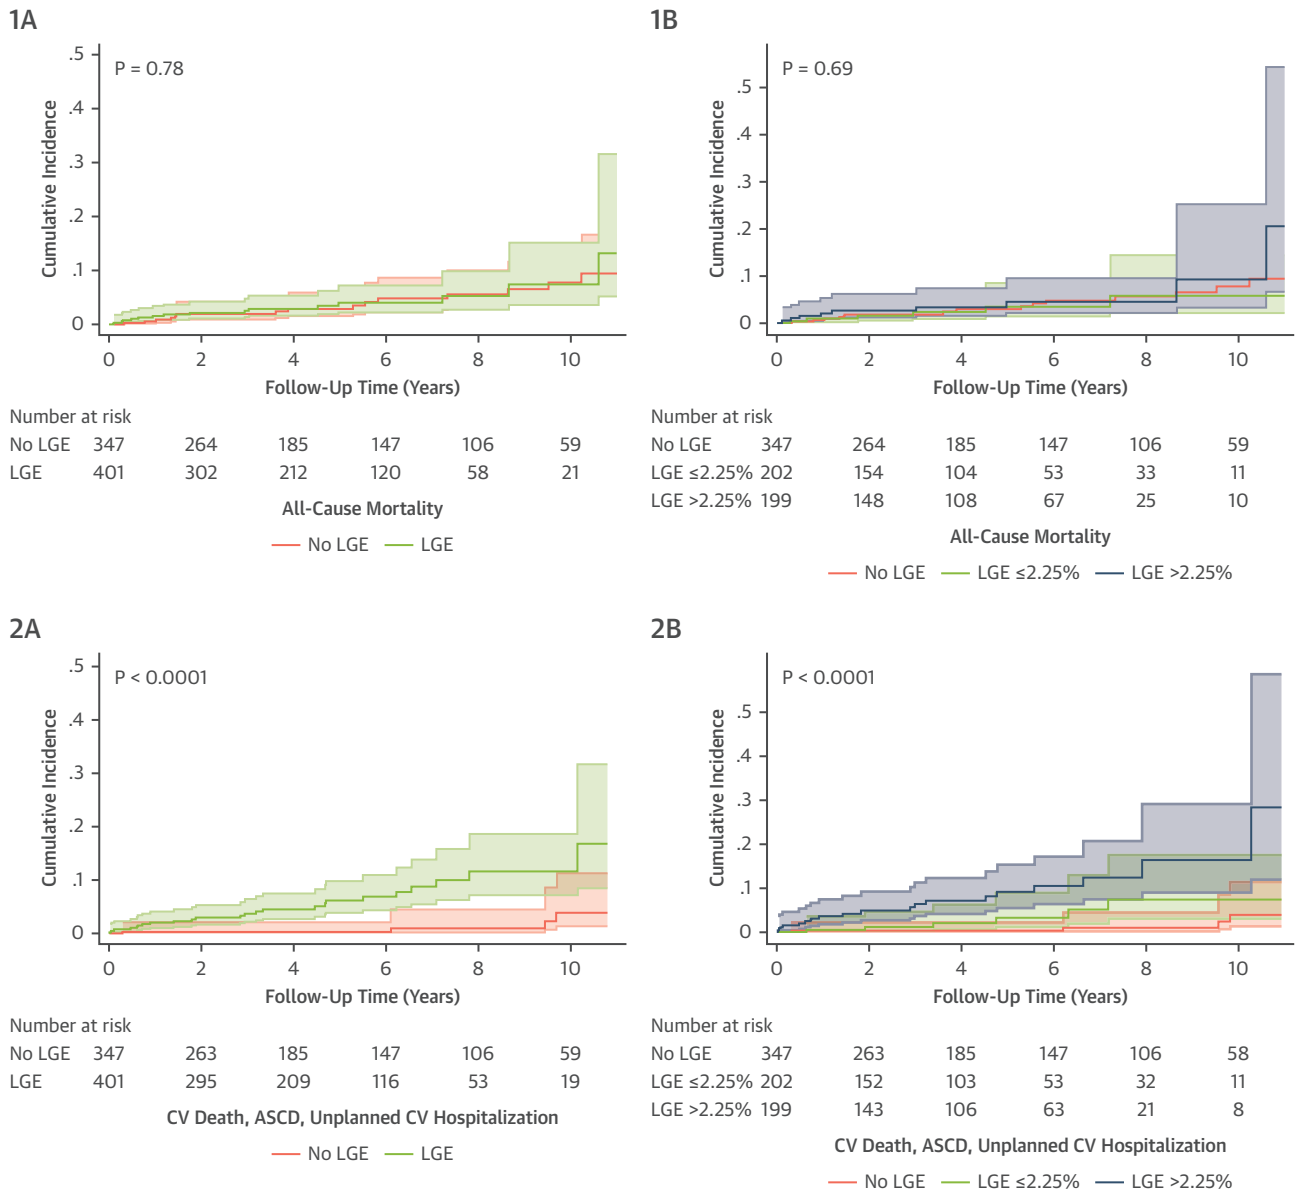 1A
P = 0.78
Cumulative Incidence
.5
.4
.3
.2
.1
0
0 2 4 6 8 10
Follow-Up Time (Years)
Number at risk
No LGE 347 264 185 147 106 59
LGE 401 302 212 120 58 21
All-Cause Mortality
No LGE LGE
1B
P = 0.69
Cumulative Incidence
.5
.4
.3
.2
.1
0
0 2 4 6 8 10
Follow-Up Time (Years)
Number at risk
No LGE 347 264 185 147 106 59
LGE ≤2.25% 202 154 104 53 33 11
LGE >2.25% 199 148 108 67 25 10
All-Cause Mortality
No LGE LGE ≤2.25% LGE >2.25%
2A
P < 0.0001
Cumulative Incidence
.5
.4
.3
.2
.1
0
0 2 4 6 8 10
Follow-Up Time (Years)
Number at risk
No LGE 347 263 185 147 106 59
LGE 401 295 209 116 53 19
CV Death, ASCD, Unplanned CV Hospitalization
No LGE LGE
2B
P < 0.0001
Cumulative Incidence
.5
.4
.3
.2
.1
0
0 2 4 6 8 10
Follow-Up Time (Years)
Number at risk
No LGE 347 263 185 147 106 58
LGE ≤2.25% 202 152 103 53 32 11
LGE >2.25% 199 143 106 63 21 8
CV Death, ASCD, Unplanned CV Hospitalization
No LGE LGE ≤2.25% LGE >2.25%